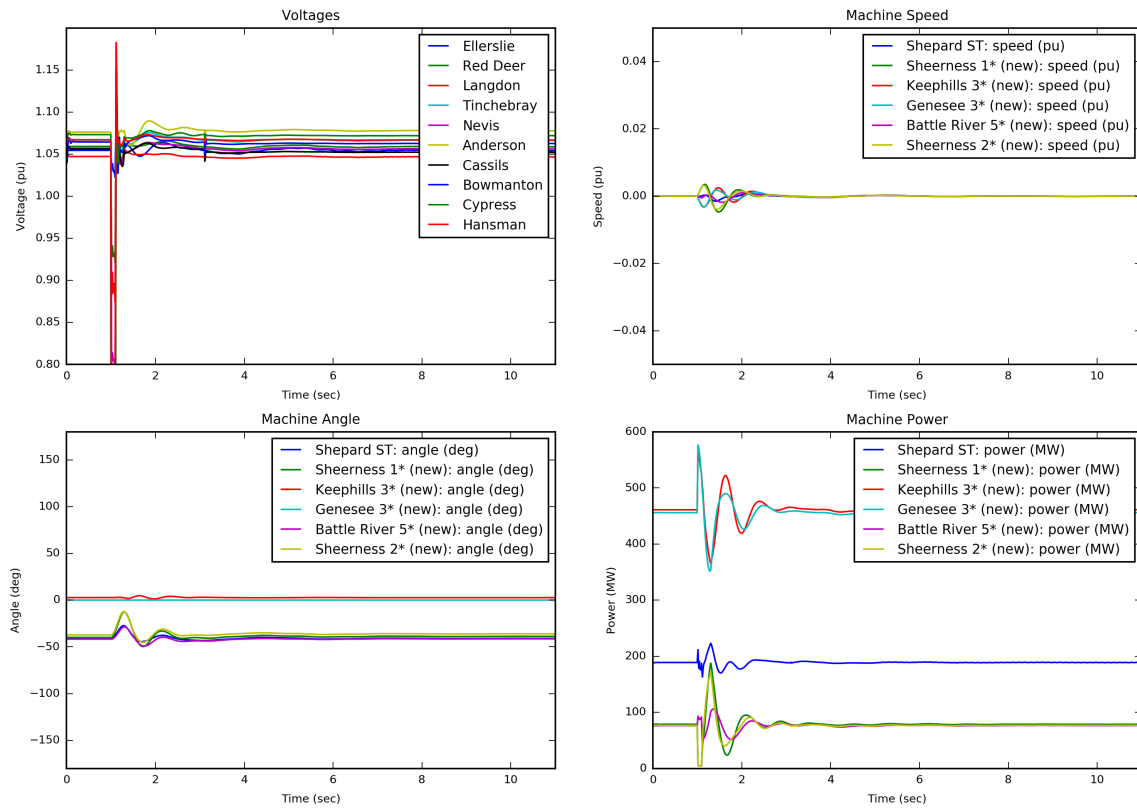 Voltages
1.15
1.10
1.05
1.00
0.95
0.90
0.85
0.80
Voltage (pu)
0
2
4
6
8
10
Time (sec)
Ellerslie
Red Deer
Langdon
Tinchebray
Nevis
Anderson
Cassils
Bowmanton
Cypress
Hansman
Machine Speed
0.04
0.02
0.00
−0.02
−0.04
Speed (pu)
0
2
4
6
8
10
Time (sec)
Shepard ST: speed (pu)
Sheerness 1* (new): speed (pu)
Keephills 3* (new): speed (pu)
Genesee 3* (new): speed (pu)
Battle River 5* (new): speed (pu)
Sheerness 2* (new): speed (pu)
Machine Angle
150
100
50
0
−50
−100
−150
Angle (deg)
0
2
4
6
8
10
Time (sec)
Shepard ST: angle (deg)
Sheerness 1* (new): angle (deg)
Keephills 3* (new): angle (deg)
Genesee 3* (new): angle (deg)
Battle River 5* (new): angle (deg)
Sheerness 2* (new): angle (deg)
Machine Power
600
500
400
300
200
100
0
Power (MW)
0
2
4
6
8
10
Time (sec)
Shepard ST: power (MW)
Sheerness 1* (new): power (MW)
Keephills 3* (new): power (MW)
Genesee 3* (new): power (MW)
Battle River 5* (new): power (MW)
Sheerness 2* (new): power (MW)